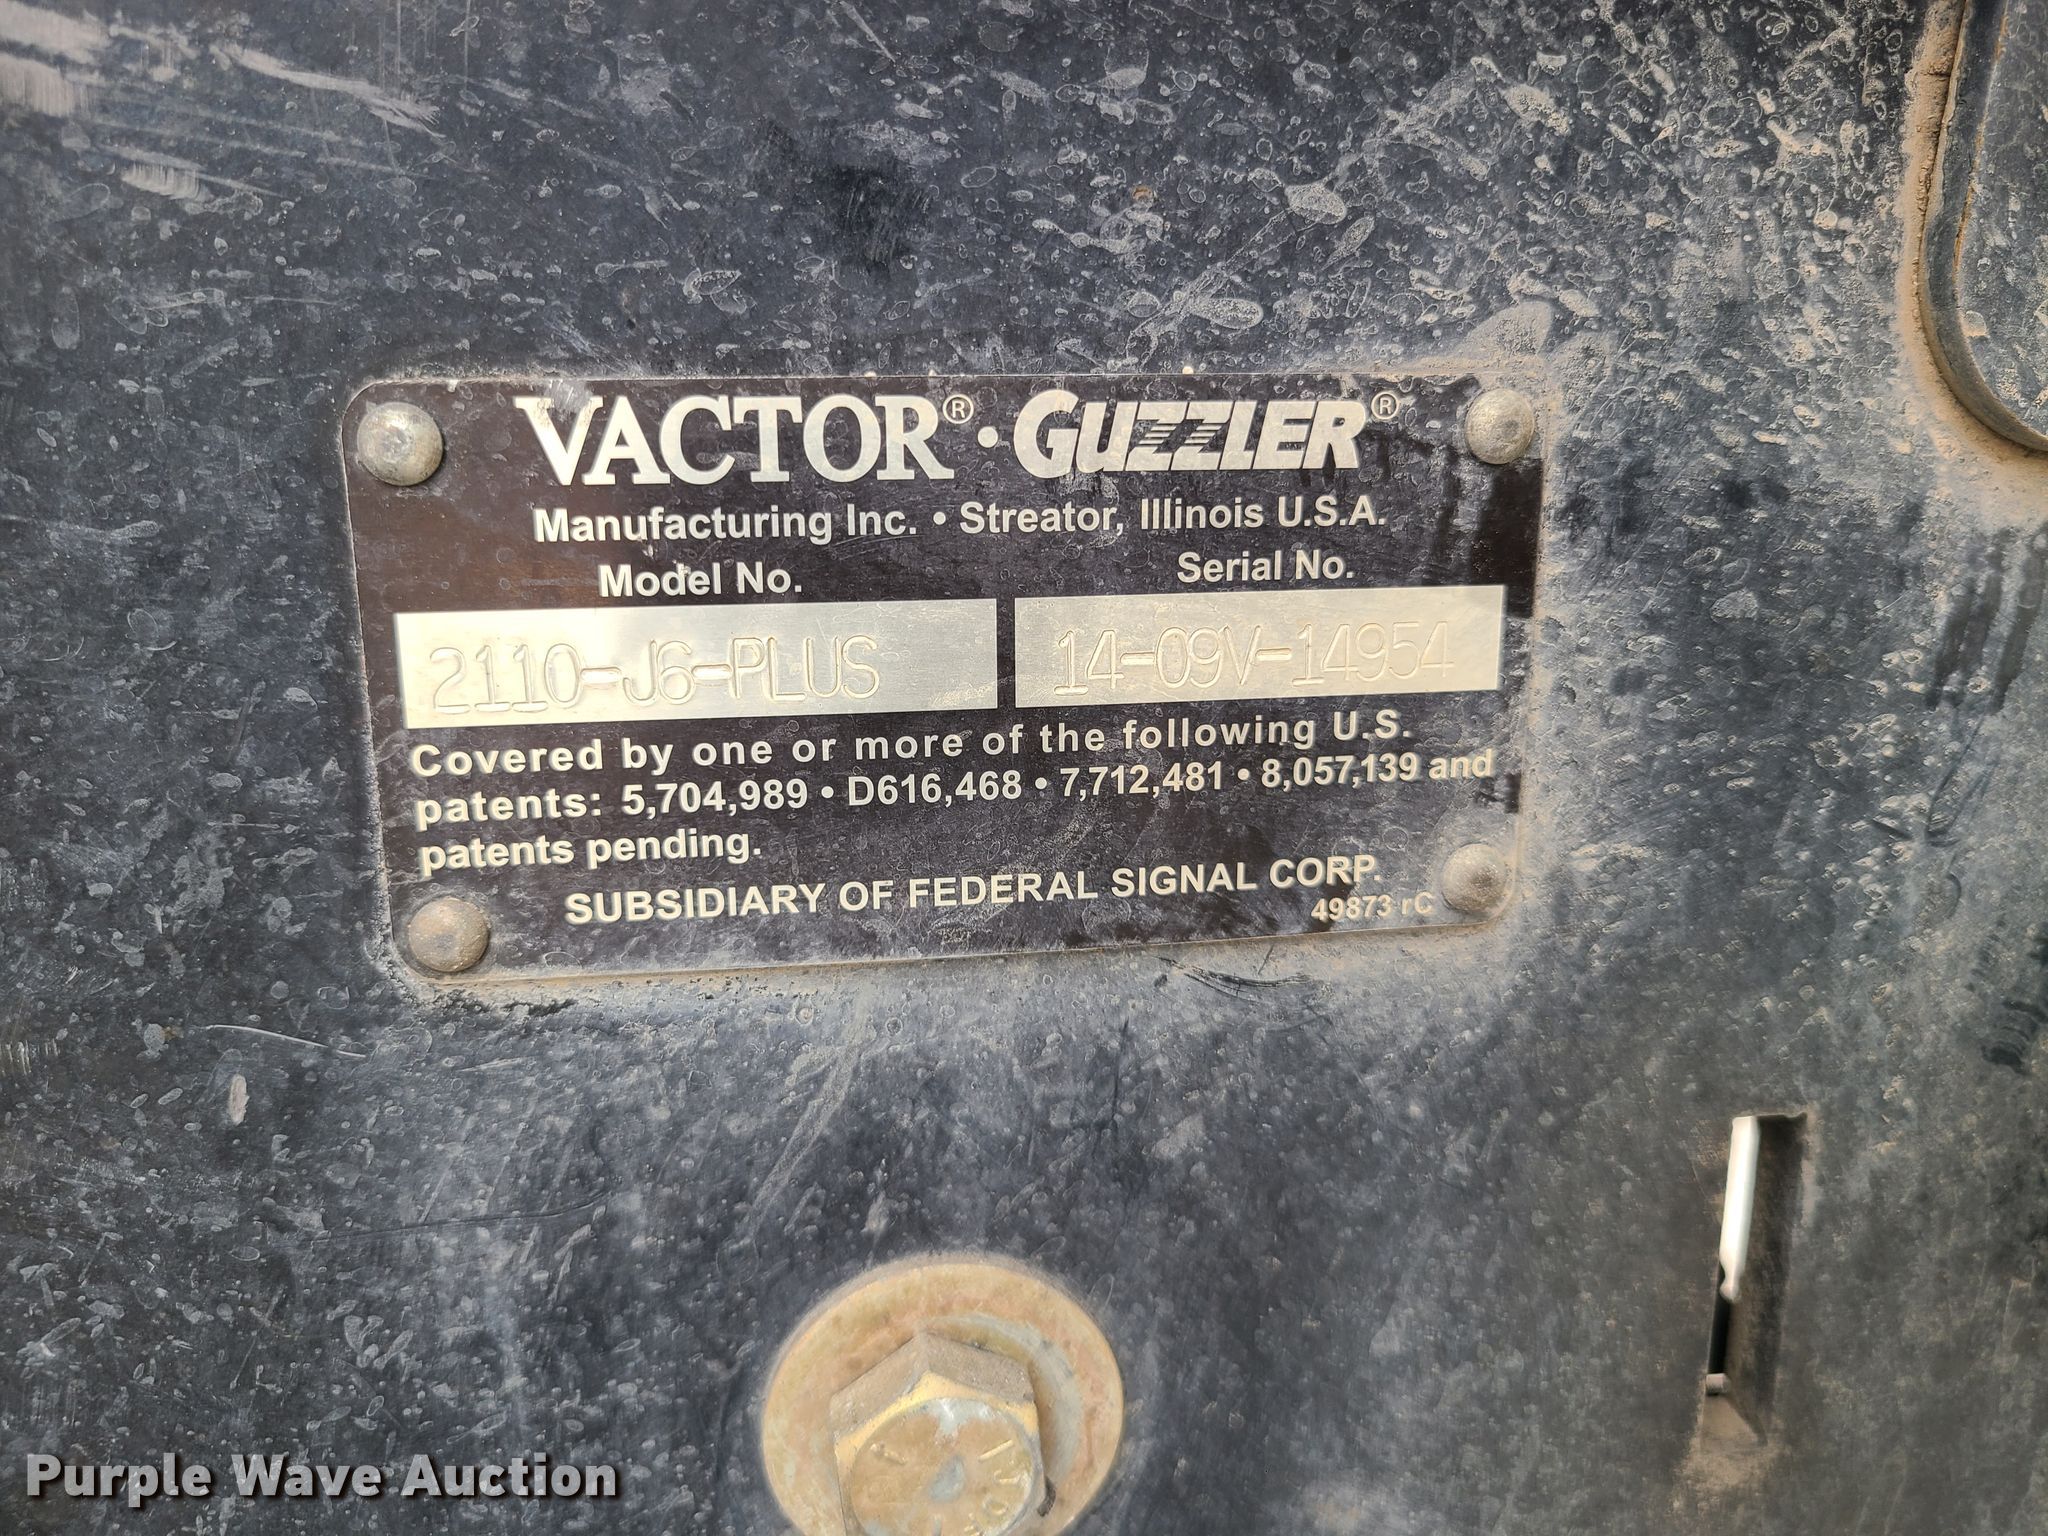 VACTOR® • GUZZLER®
Manufacturing Inc. • Streator, Illinois U.S.A.
Model No. Serial No.
2110-J6-PLUS 14-09V-14954
Covered by one or more of the following U.S.
patents: 5,704,989 • D616,468 • 7,712,481 • 8,057,139 and
patents pending.
SUBSIDIARY OF FEDERAL SIGNAL CORP.
49873 rC
Purple Wave Auction